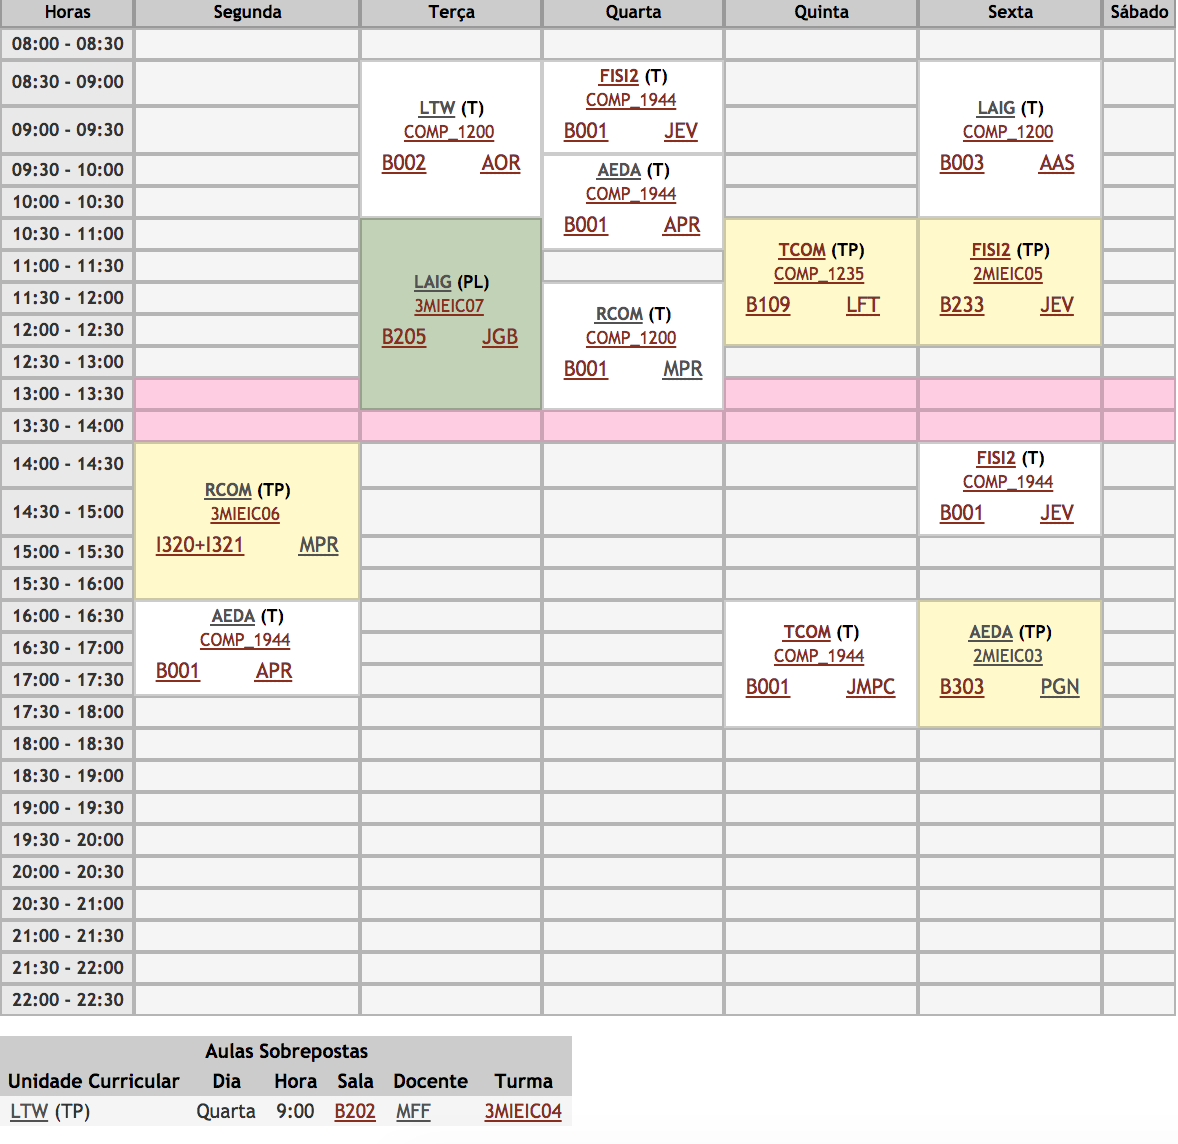 Horas Segunda Terça Quarta Quinta Sexta Sábado
08:00 - 08:30
08:30 - 09:00
09:00 - 09:30
09:30 - 10:00
10:00 - 10:30
10:30 - 11:00
11:00 - 11:30
11:30 - 12:00
12:00 - 12:30
12:30 - 13:00
13:00 - 13:30
13:30 - 14:00
14:00 - 14:30
14:30 - 15:00
15:00 - 15:30
15:30 - 16:00
16:00 - 16:30
16:30 - 17:00
17:00 - 17:30
17:30 - 18:00
18:00 - 18:30
18:30 - 19:00
19:00 - 19:30
19:30 - 20:00
20:00 - 20:30
20:30 - 21:00
21:00 - 21:30
21:30 - 22:00
22:00 - 22:30
RCOM (TP)
3MIEIC06
I320+I321 MPR
AEDA (T)
COMP_1944
B001 APR
LTW (T)
COMP_1200
B002 AOR
LAIG (PL)
3MIEIC07
B205 JGB
FISI2 (T)
COMP_1944
B001 JEV
AEDA (T)
COMP_1944
B001 APR
RCOM (T)
COMP_1200
B001 MPR
TCOM (TP)
COMP_1235
B109 LFT
TCOM (T)
COMP_1944
B001 JMPC
LAIG (T)
COMP_1200
B003 AAS
FISI2 (TP)
2MIEIC05
B233 JEV
FISI2 (T)
COMP_1944
B001 JEV
AEDA (TP)
2MIEIC03
B303 PGN
Aulas Sobrepostas
Unidade Curricular Dia Hora Sala Docente Turma
LTW (TP) Quarta 9:00 B202 MFF 3MIEIC04